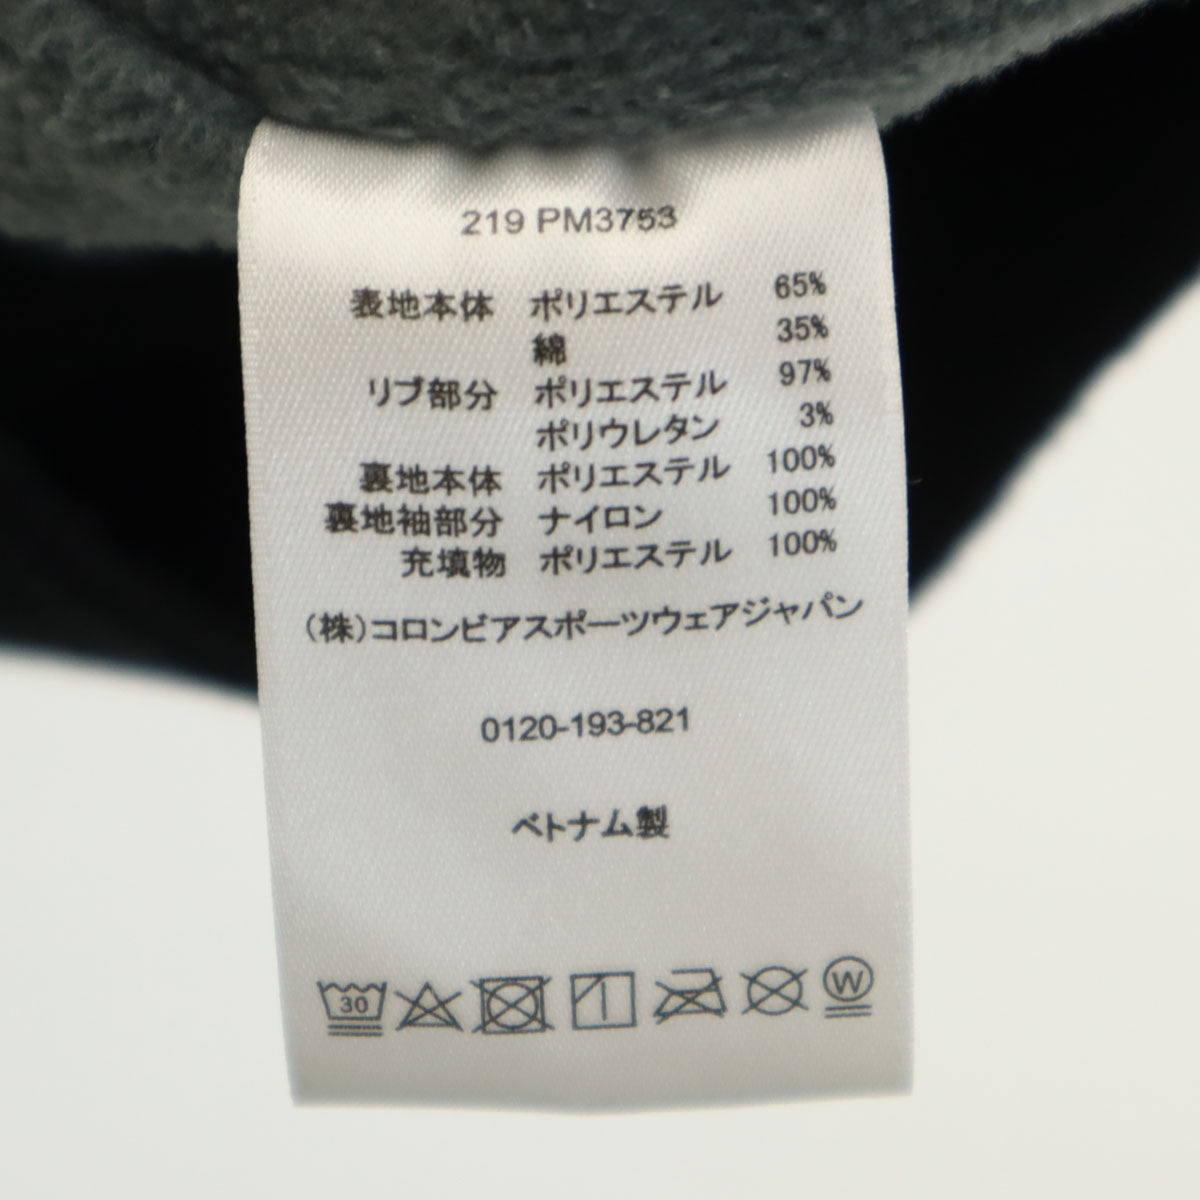 219 PM3753
表地本体 ポリエステル 65%
綿 35%
リブ部分 ポリエステル 97%
ポリウレタン 3%
裏地本体 ポリエステル 100%
裏地袖部分 ナイロン 100%
充填物 ポリエステル 100%
(株)コロンビアスポーツウェアジャパン
0120-193-821
ベトナム製
30 W